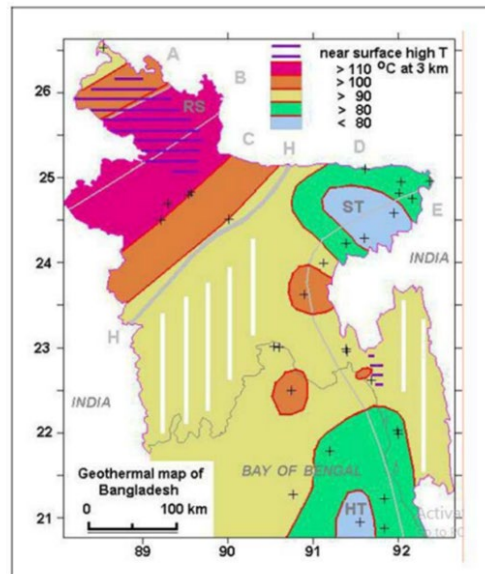 near surface high T
> 110 °C at 3 km
> 100
> 90
> 80
< 80
A
B
RS
C
H
D
ST
E
INDIA
H
INDIA
BAY OF BENGAL
HT
Geothermal map of
Bangladesh
0 100 km
26
25
24
23
22
21
89 90 91 92
Activat